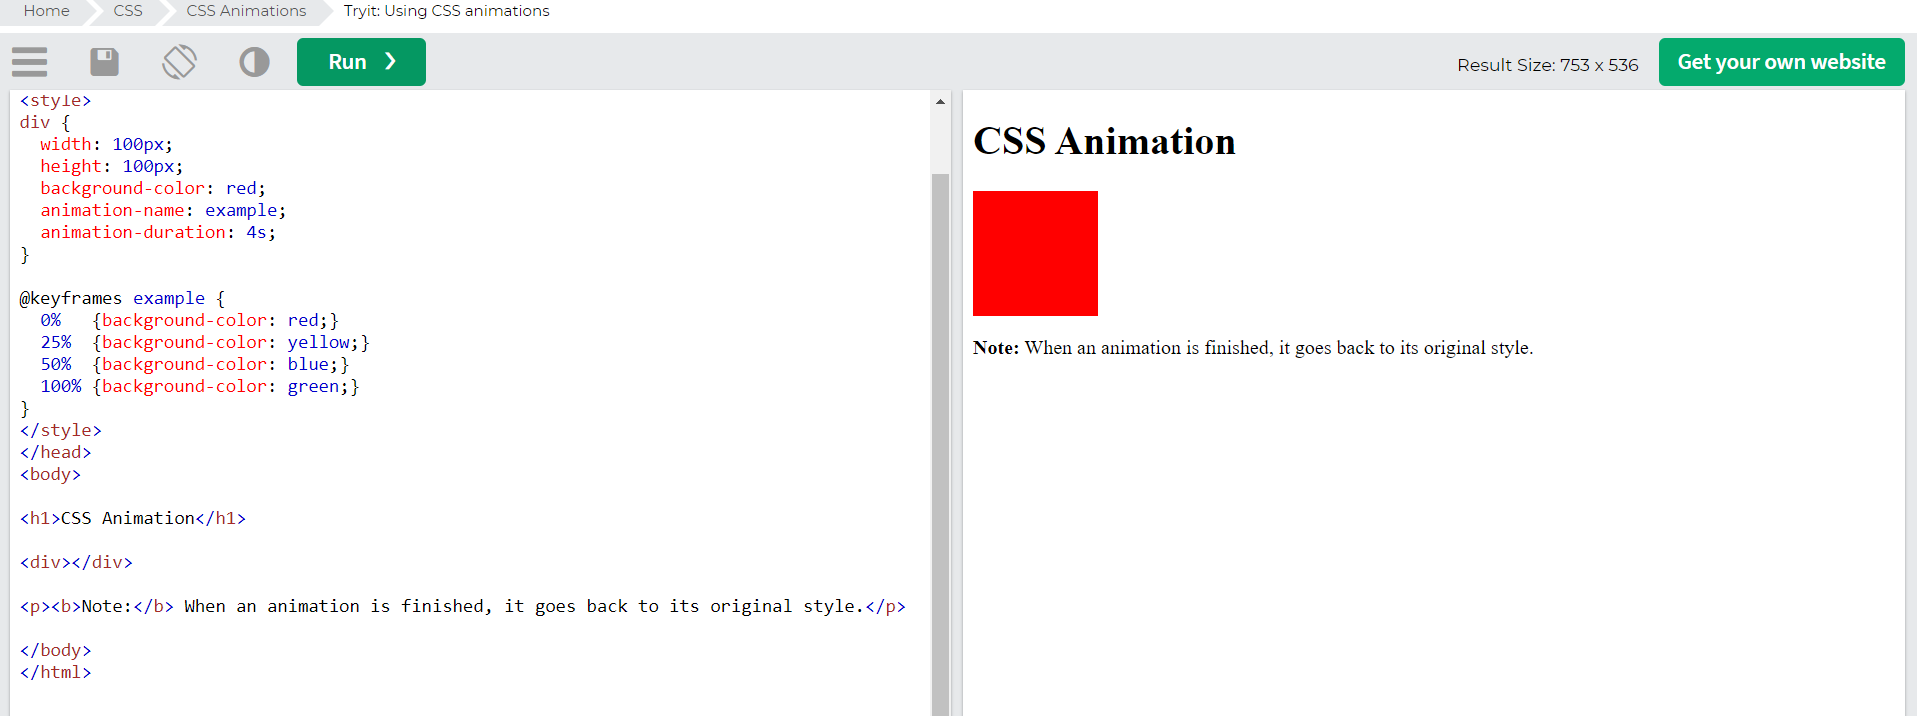 Home CSS CSS Animations Tryit: Using CSS animations
Run ❯ Result Size: 753 x 536 Get your own website
<style>
div {
  width: 100px;
  height: 100px;
  background-color: red;
  animation-name: example;
  animation-duration: 4s;
}
@keyframes example {
  0%   {background-color: red;}
  25%  {background-color: yellow;}
  50%  {background-color: blue;}
  100% {background-color: green;}
}
</style>
</head>
<body>
<h1>CSS Animation</h1>
<div></div>
<p><b>Note:</b> When an animation is finished, it goes back to its original style.</p>
</body>
</html>
CSS Animation
Note: When an animation is finished, it goes back to its original style.